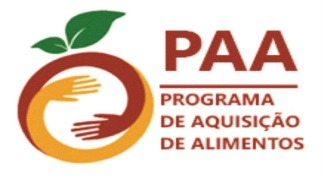 PAA
PROGRAMA
DE AQUISIÇÃO
DE ALIMENTOS